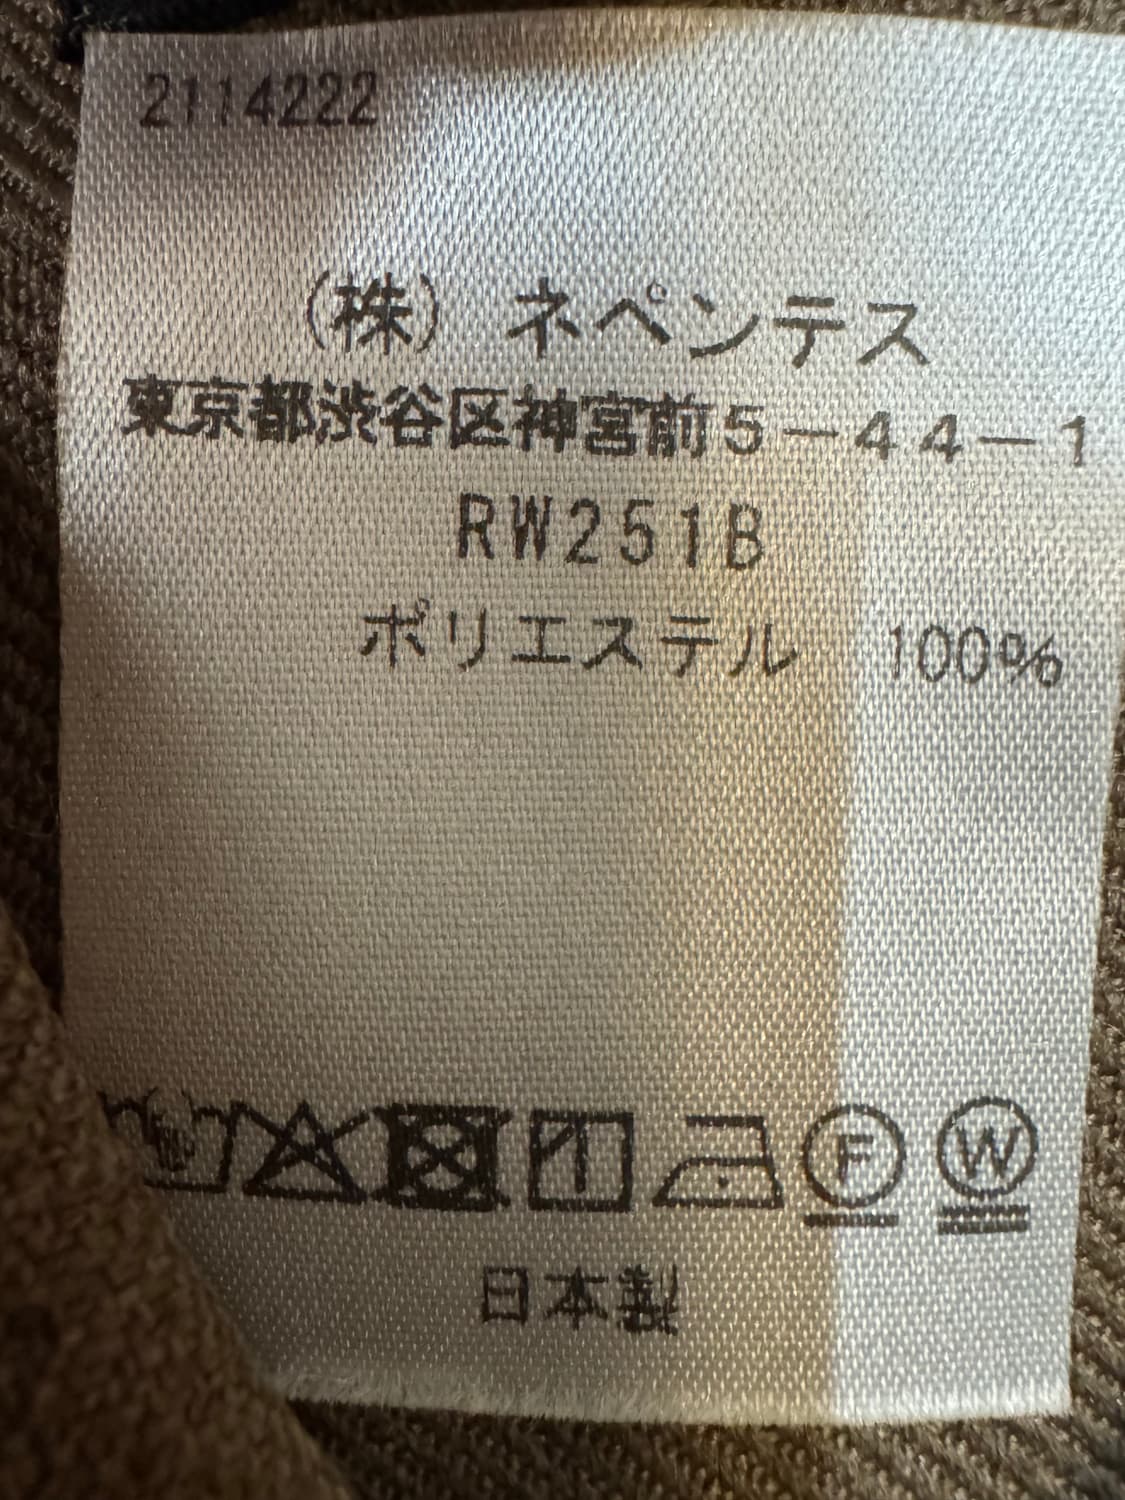 2114222
（株）ネペンテス
東京都渋谷区神宮前5-44-1
RW251B
ポリエステル 100%
F W
日本製